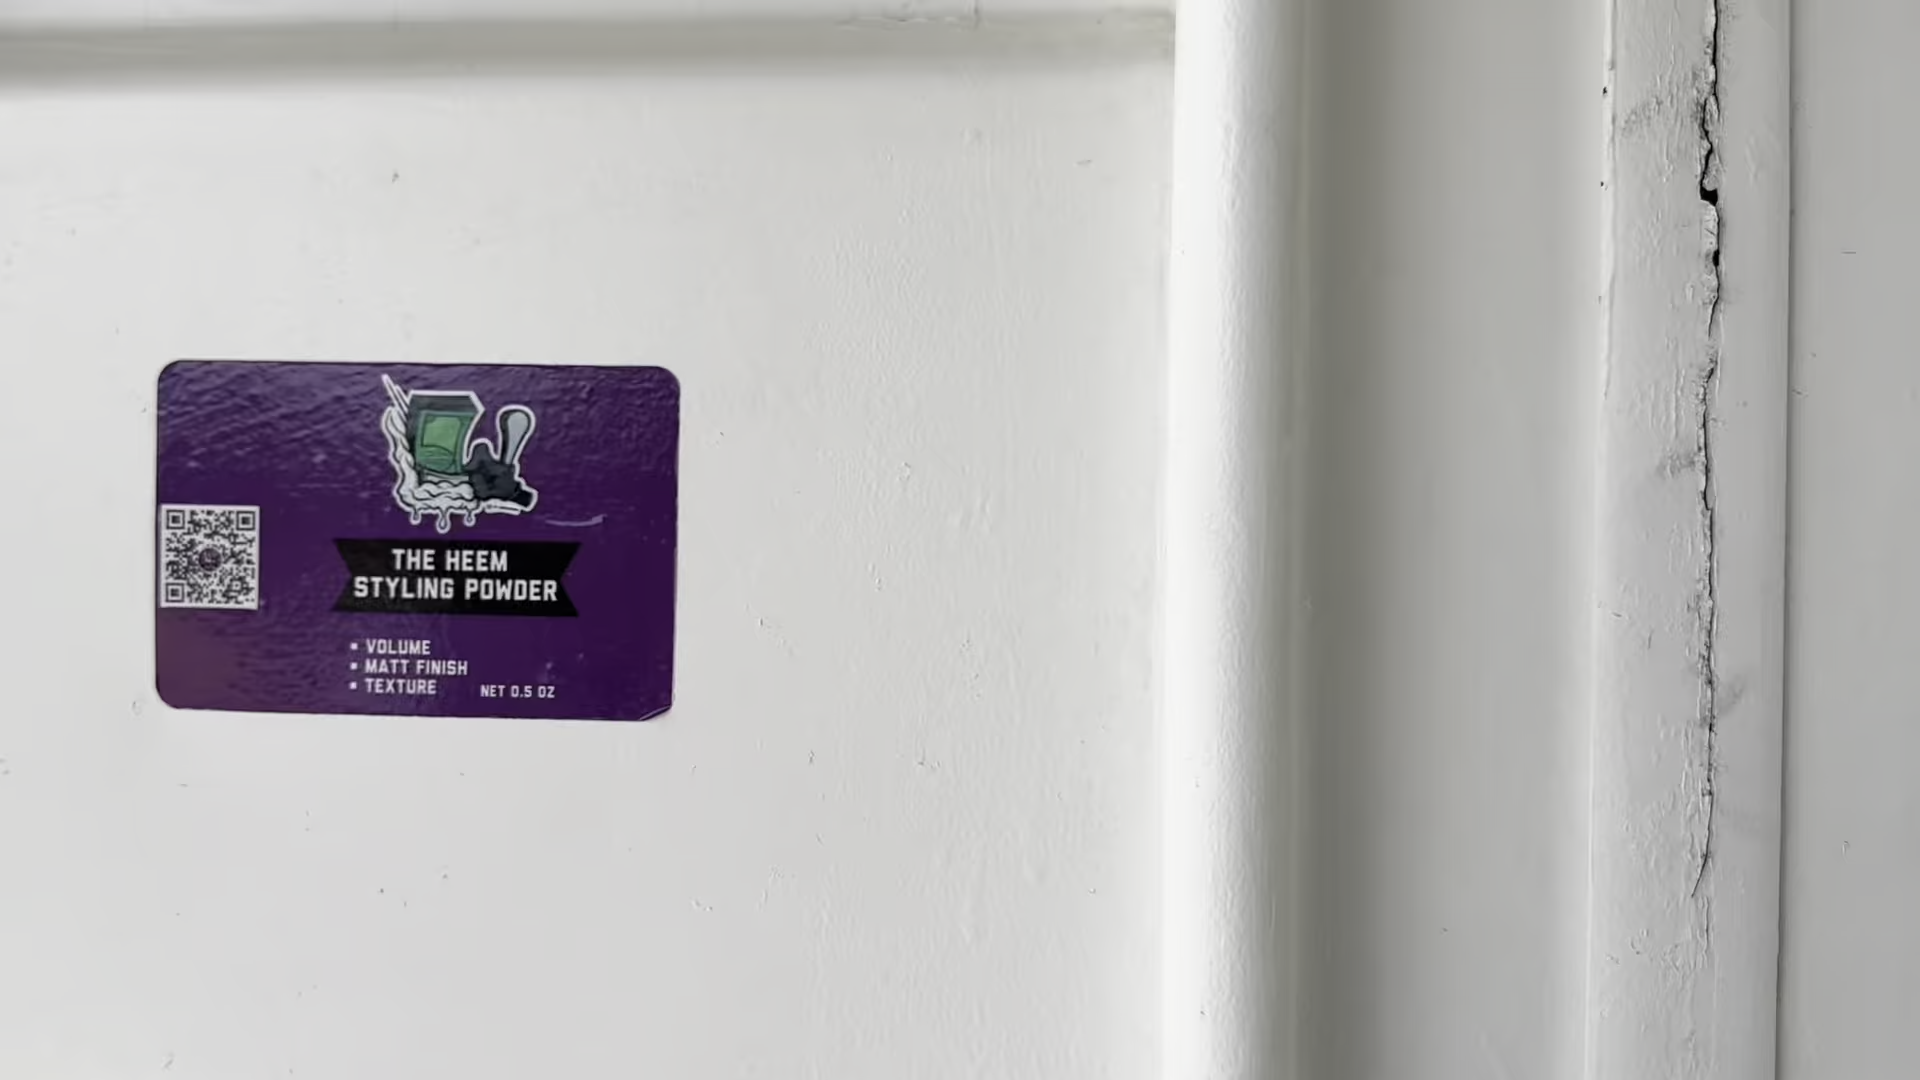 THE HEEM
STYLING POWDER
▪ VOLUME
▪ MATT FINISH
▪ TEXTURE
NET 0.5 OZ